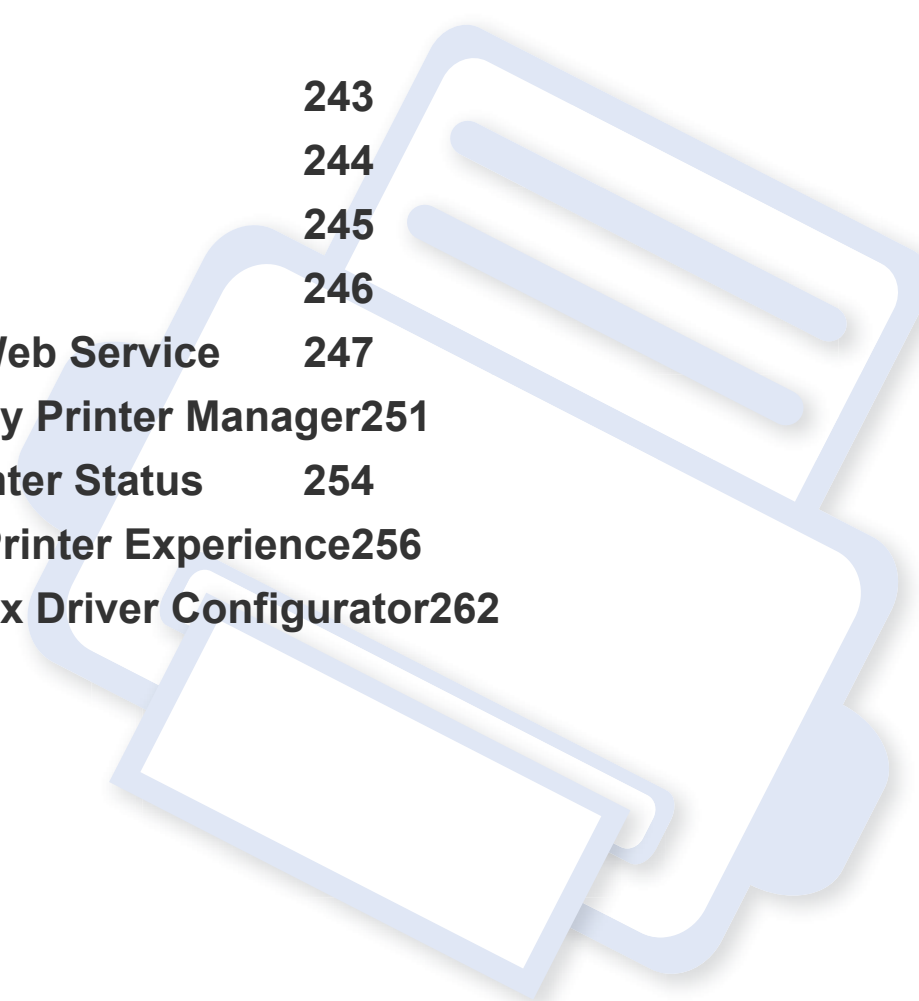 243
244
245
246
Web Service 247
y Printer Manager251
nter Status 254
Printer Experience256
x Driver Configurator262